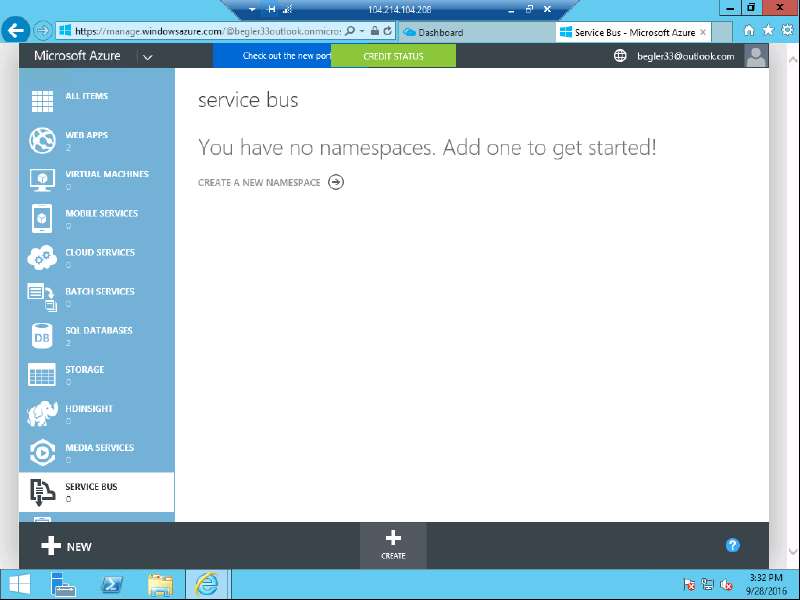 104.214.104.208
https://manage.windowsazure.com/@begler33outlook.onmicros
Dashboard
Service Bus - Microsoft Azure
Microsoft Azure
Check out the new port
CREDIT STATUS
begler33@outlook.com
ALL ITEMS
WEB APPS
2
VIRTUAL MACHINES
0
MOBILE SERVICES
0
CLOUD SERVICES
0
BATCH SERVICES
0
SQL DATABASES
2
STORAGE
0
HDINSIGHT
0
MEDIA SERVICES
0
SERVICE BUS
0
service bus
You have no namespaces. Add one to get started!
CREATE A NEW NAMESPACE
NEW
CREATE
?
DB
3:32 PM
9/28/2016